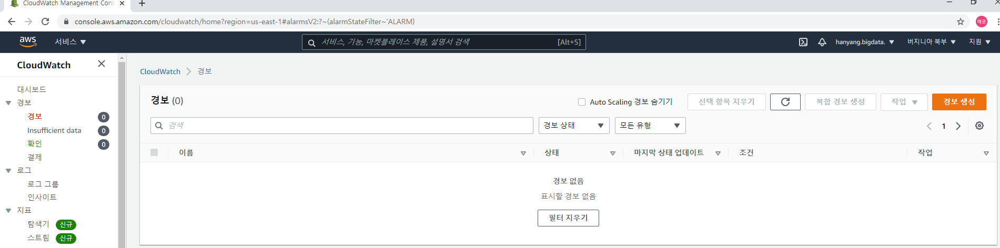 CloudWatch Management Cons
console.aws.amazon.com/cloudwatch/home?region=us-east-1#alarmsV2:?~(alarmStateFilter~'ALARM)
혜윤
aws 서비스 서비스, 기능, 마켓플레이스 제품, 설명서 검색 [Alt+S] hanyang.bigdata. 버지니아 북부 지원
CloudWatch
대시보드
경보
경보 0
Insufficient data 0
확인 0
결제
로그
로그 그룹
인사이트
지표
탐색기 신규
스트림 신규
CloudWatch 경보
경보 (0) Auto Scaling 경보 숨기기 선택 항목 지우기 복합 경보 생성 작업 경보 생성
검색 경보 상태 모든 유형 1
이름 상태 마지막 상태 업데이트 조건 작업
경보 없음
표시할 경보 없음
필터 지우기